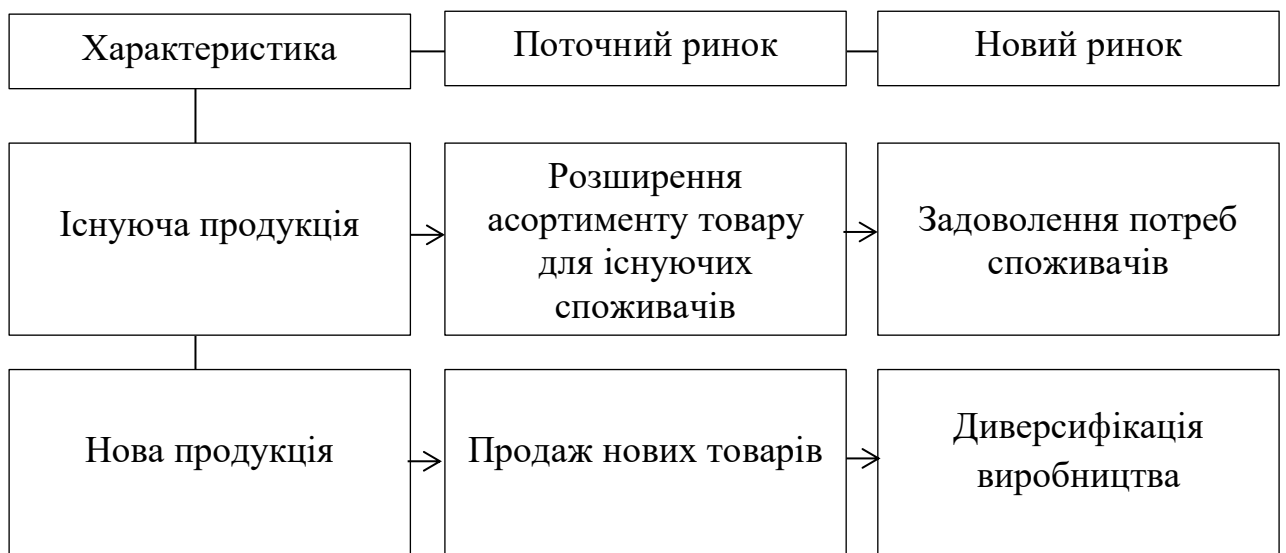 Характеристика
Поточний ринок
Новий ринок
Існуюча продукція
Розширення
асортименту товару
для існуючих
споживачів
Задоволення потреб
споживачів
Нова продукція
Продаж нових товарів
Диверсифікація
виробництва